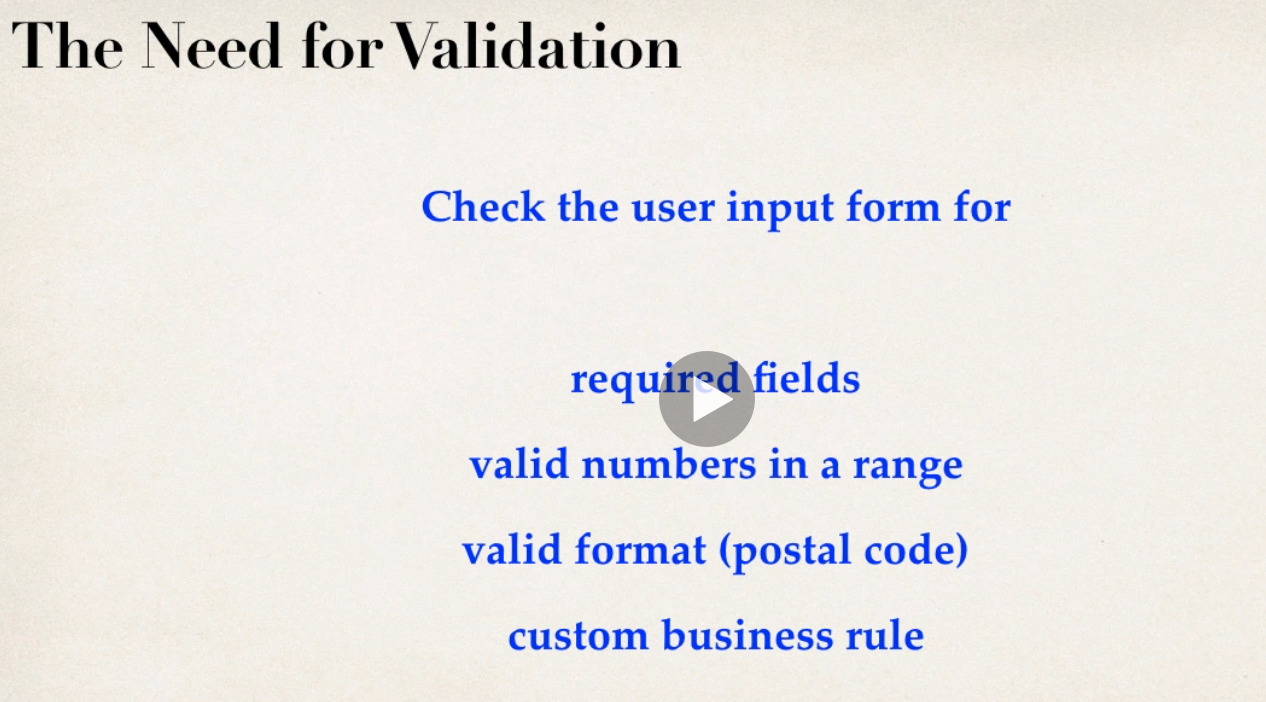 The Need for Validation
Check the user input form for
required fields
valid numbers in a range
valid format (postal code)
custom business rule